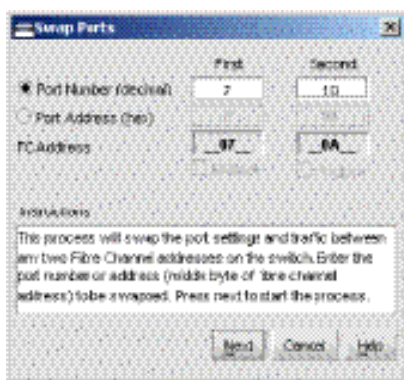 Swap Ports
First Second
Port Number (decimal) 7 10
Port Address (hex)
FC Address __07__ __0A__
Instructions
This process will swap the port settings and traffic between
any two Fibre Channel addresses on the switch. Enter the
port number or address (middle byte of fibre channel
address) to be swapped. Press next to start the process.
Next Cancel Help